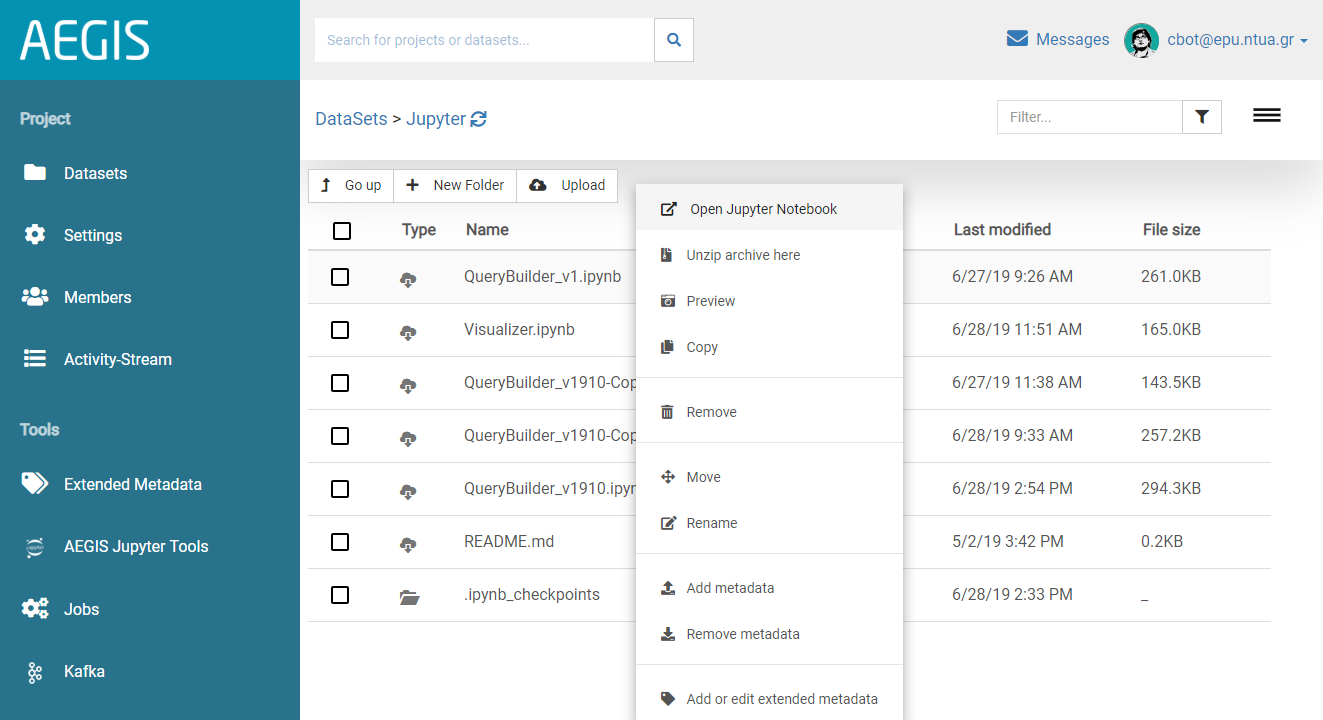 AEGIS
Search for projects or datasets...
Messages
cbot@epu.ntua.gr
Project
Datasets
Settings
Members
Activity-Stream
Tools
Extended Metadata
AEGIS Jupyter Tools
Jobs
Kafka
DataSets > Jupyter
Filter...
Go up
New Folder
Upload
Type Name Last modified File size
QueryBuilder_v1.ipynb 6/27/19 9:26 AM 261.0KB
Visualizer.ipynb 6/28/19 11:51 AM 165.0KB
QueryBuilder_v1910-Cop 6/27/19 11:38 AM 143.5KB
QueryBuilder_v1910-Cop 6/28/19 9:33 AM 257.2KB
QueryBuilder_v1910.ipyn 6/28/19 2:54 PM 294.3KB
README.md 5/2/19 3:42 PM 0.2KB
.ipynb_checkpoints 6/28/19 2:33 PM _
Open Jupyter Notebook
Unzip archive here
Preview
Copy
Remove
Move
Rename
Add metadata
Remove metadata
Add or edit extended metadata